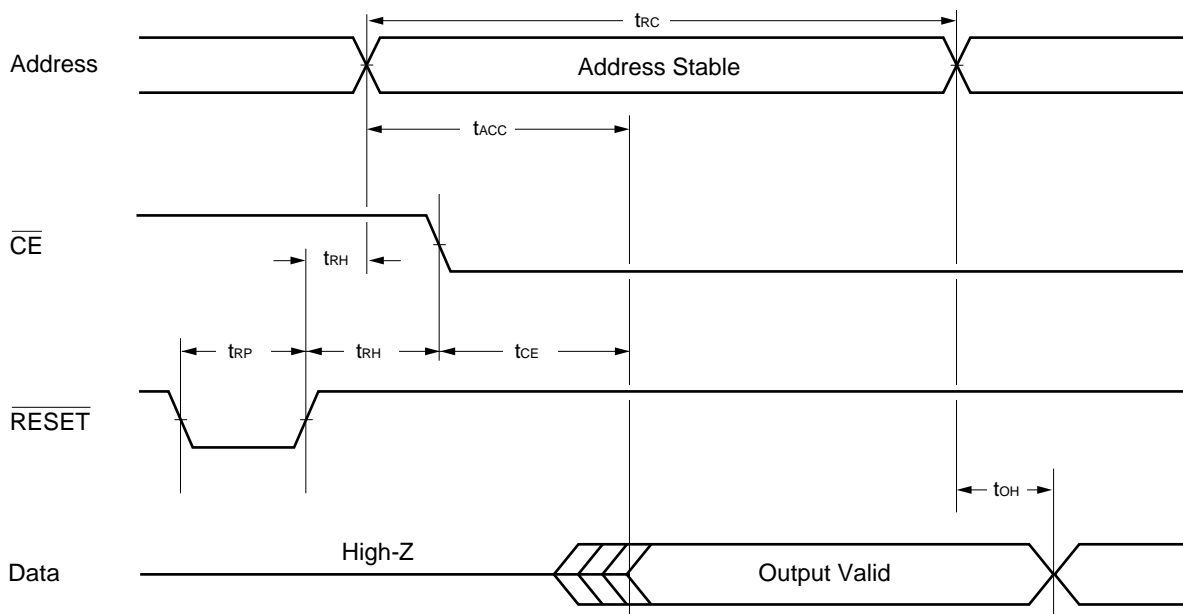 tRC
Address
Address Stable
tACC
CE
tRH
tRP
tRH
tCE
RESET
tOH
High-Z
Data
Output Valid